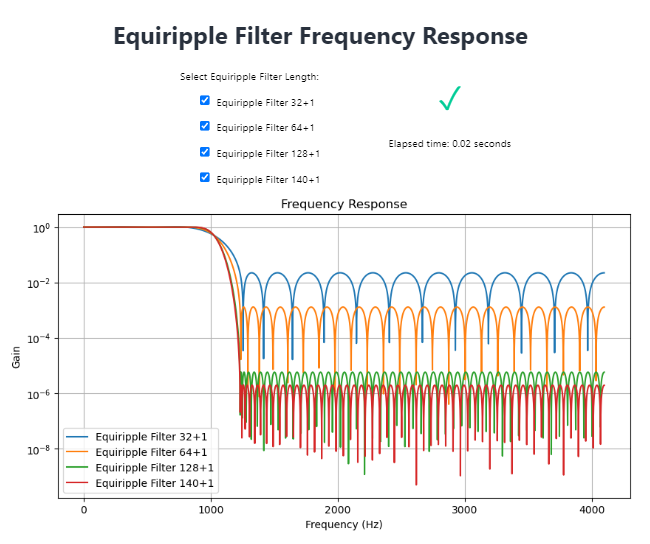 Equiripple Filter Frequency Response
Select Equiripple Filter Length:
Equiripple Filter 32+1
Equiripple Filter 64+1
Equiripple Filter 128+1
Equiripple Filter 140+1
Elapsed time: 0.02 seconds
Frequency Response
10⁰
10⁻²
10⁻⁴
10⁻⁶
10⁻⁸
Gain
Equiripple Filter 32+1
Equiripple Filter 64+1
Equiripple Filter 128+1
Equiripple Filter 140+1
0 1000 2000 3000 4000
Frequency (Hz)